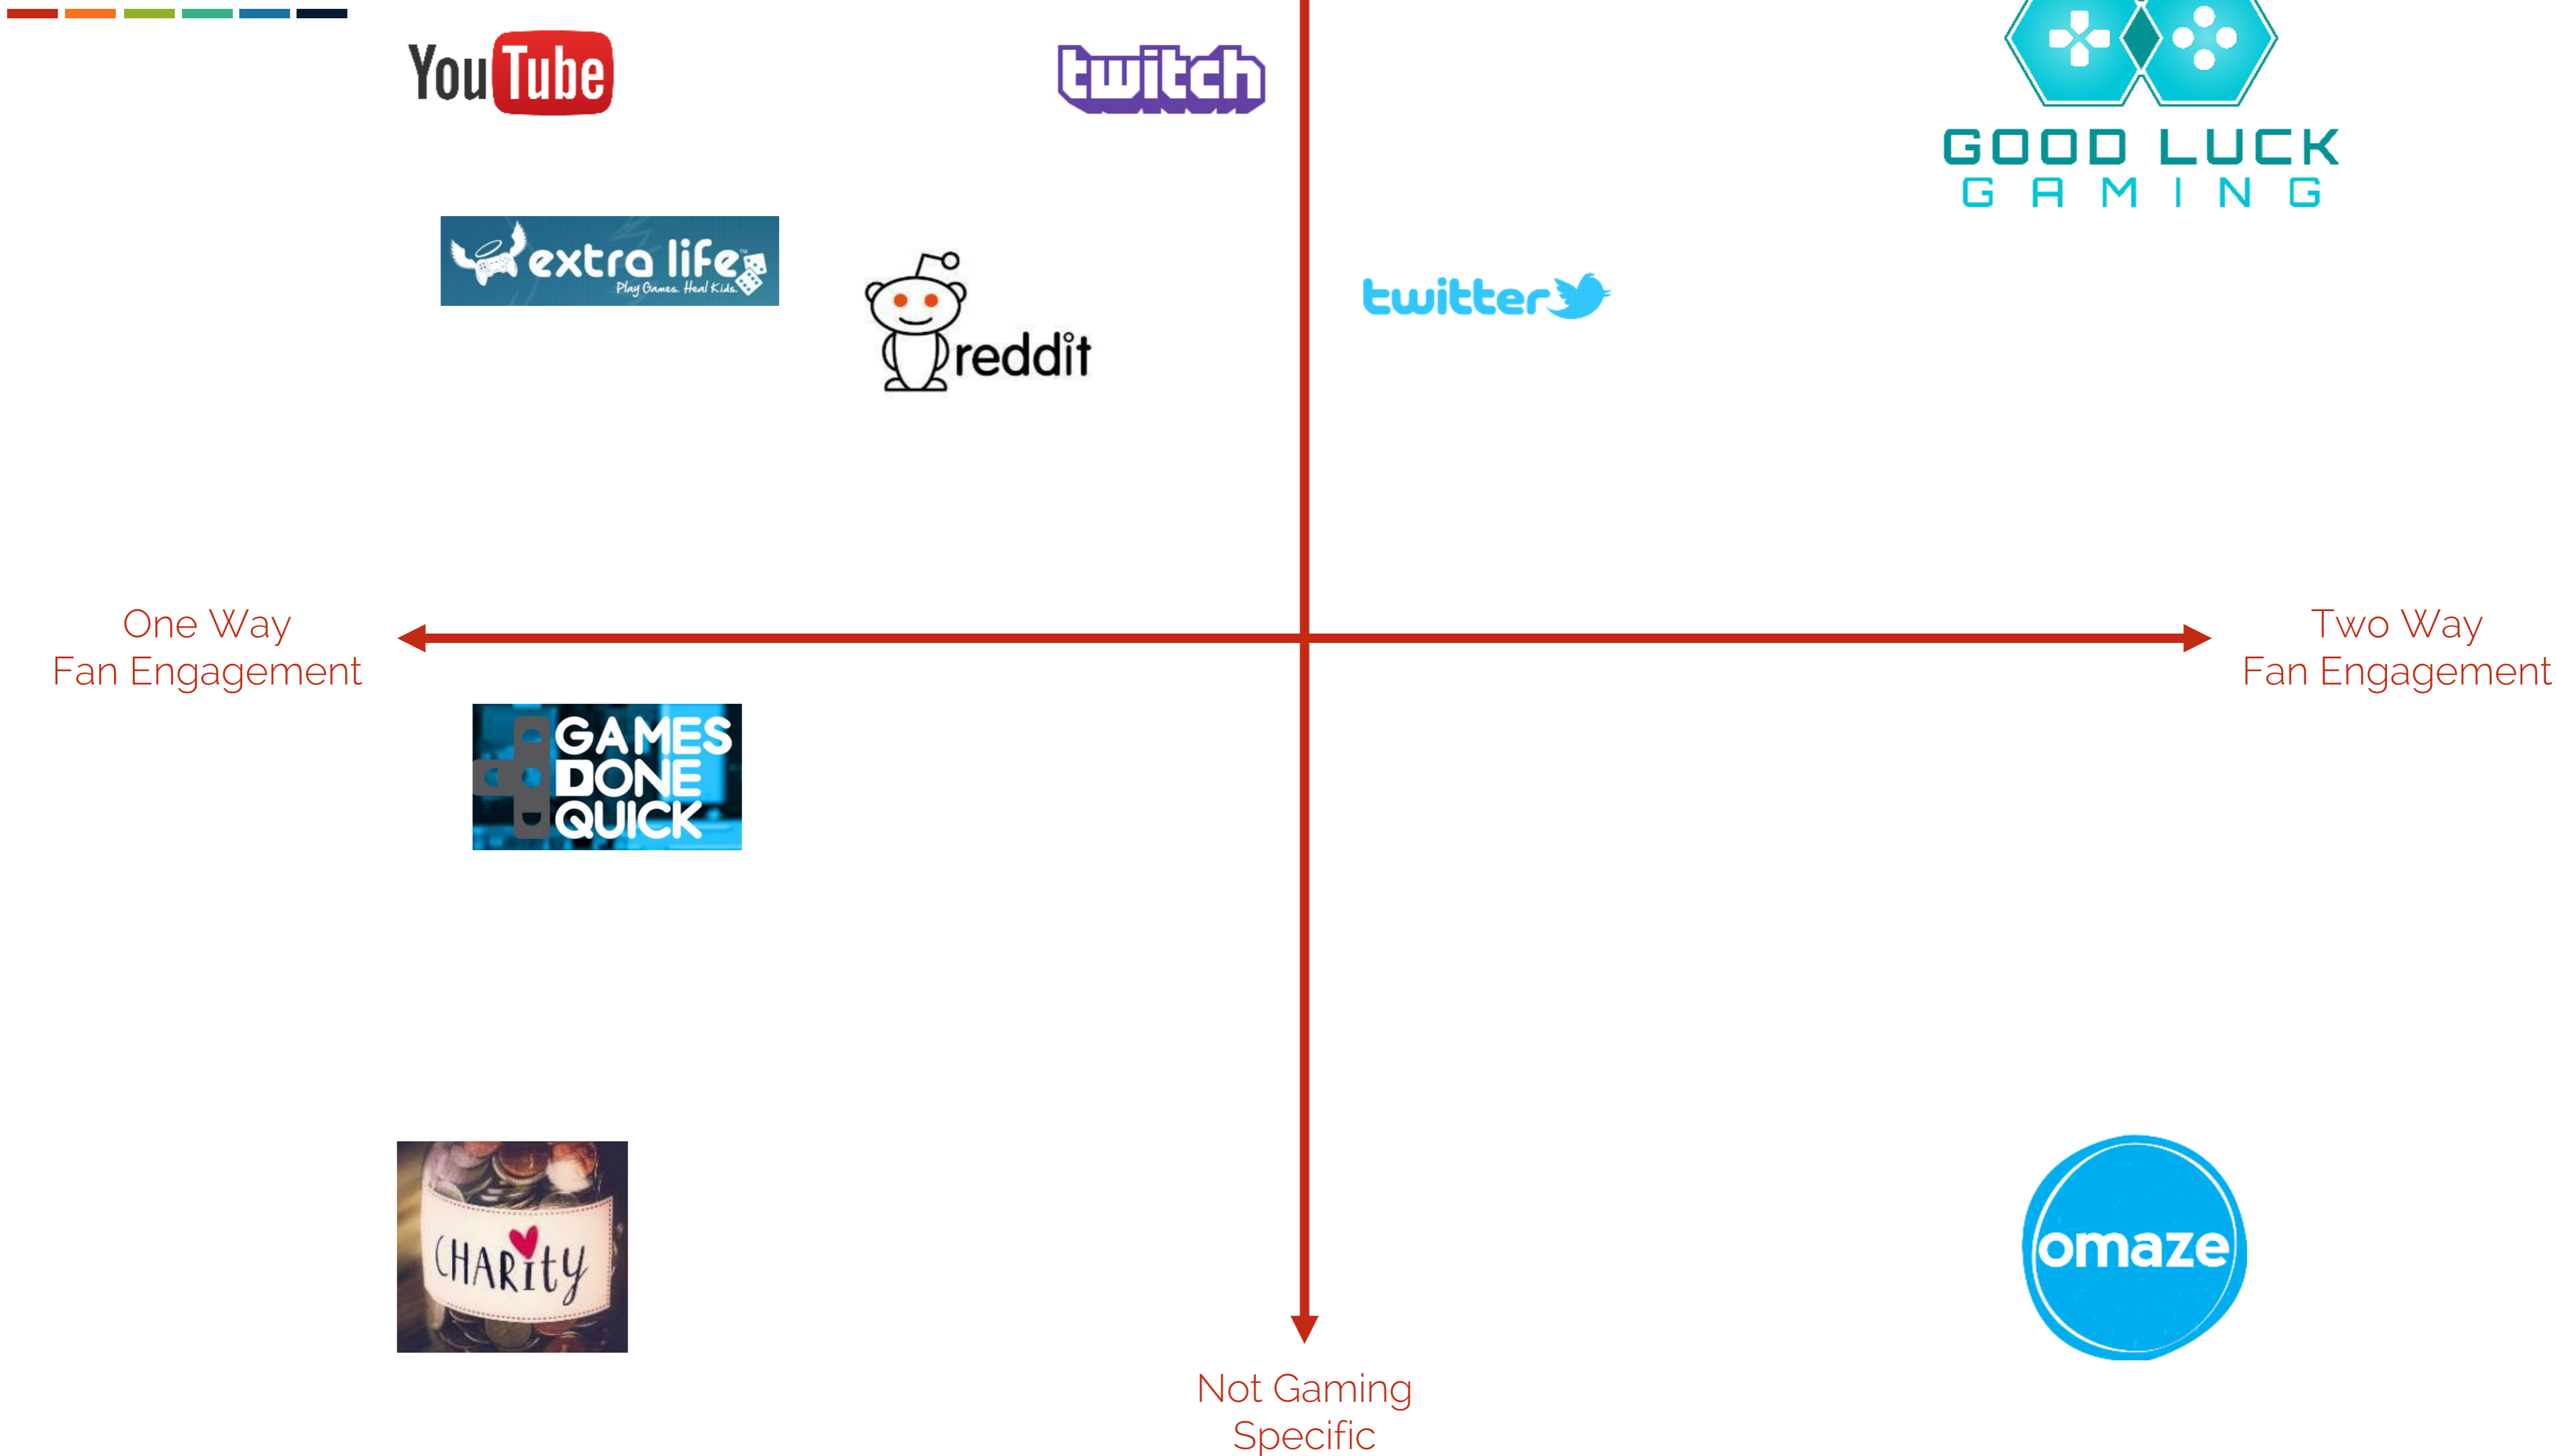 YouTube
twitch
GOOD LUCK
GAMING
extra life
Play Games. Heal Kids.
reddit
twitter
One Way
Fan Engagement
Two Way
Fan Engagement
GAMES
DONE
QUICK
CHARITY
omaze
Not Gaming
Specific